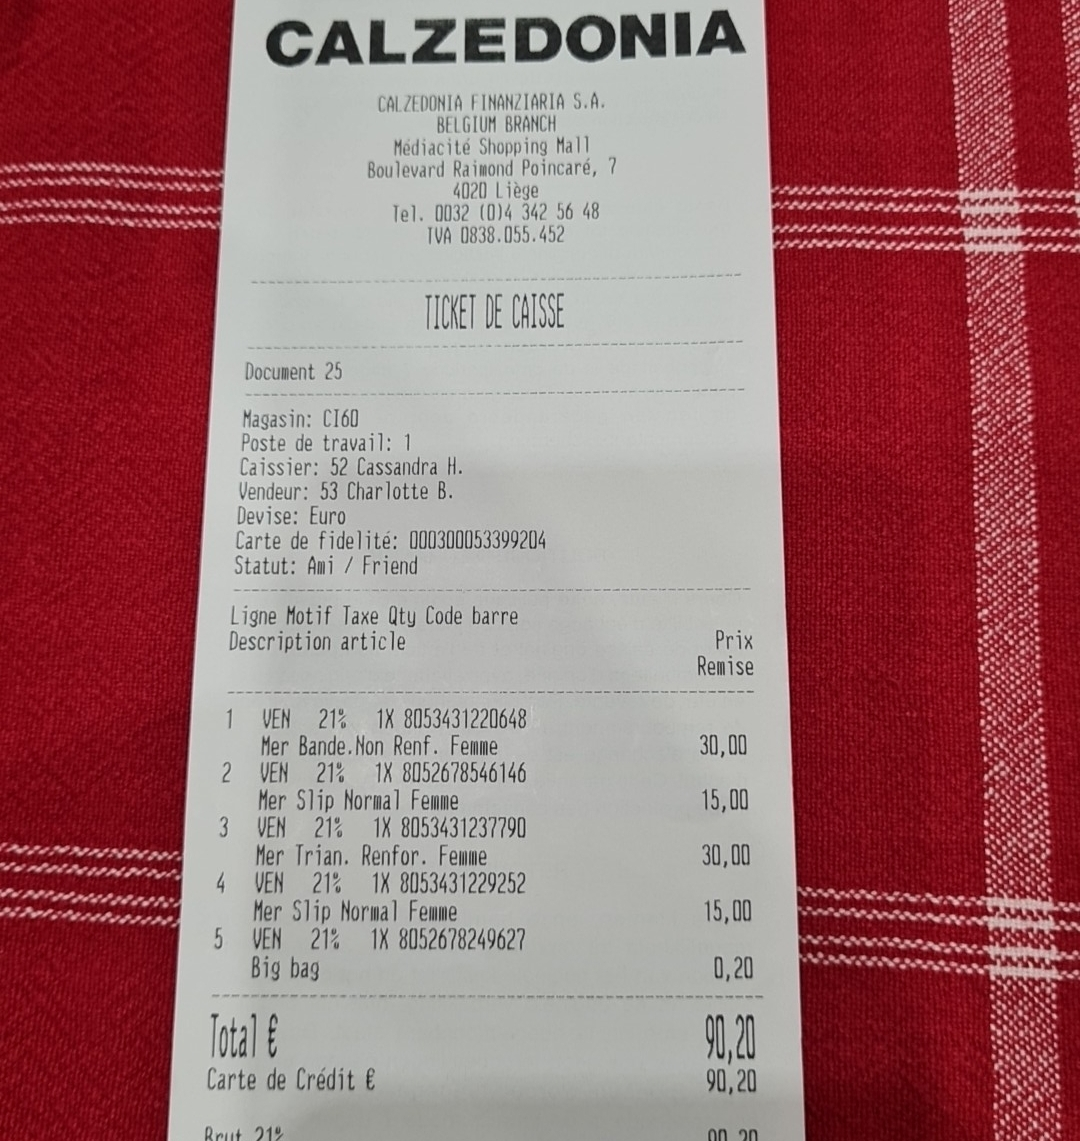 CALZEDONIA
CALZEDONIA FINANZIARIA S.A.
BELGIUM BRANCH
Médiacité Shopping Mall
Boulevard Raimond Poincaré, 7
4020 Liège
Tel. 0032 (0)4 342 56 48
IVA 0838.055.452
TICKET DE CAISSE
Document 25
Magasin: CI60
Poste de travail: 1
Caissier: 52 Cassandra H.
Vendeur: 53 Charlotte B.
Devise: Euro
Carte de fidelité: 000300053399204
Statut: Ami / Friend
Ligne Motif Taxe Qty Code barre
Description article Prix
Remise
1 VEN 21% 1X 8053431220648
Mer Bande.Non Renf. Femme 30,00
2 VEN 21% 1X 8052678546146
Mer Slip Normal Femme 15,00
3 VEN 21% 1X 8053431237790
Mer Trian. Renfor. Femme 30,00
4 VEN 21% 1X 8053431229252
Mer Slip Normal Femme 15,00
5 VEN 21% 1X 8052678249627
Big bag 0,20
Total € 90,20
Carte de Crédit € 90,20
Brut 21% 90,20